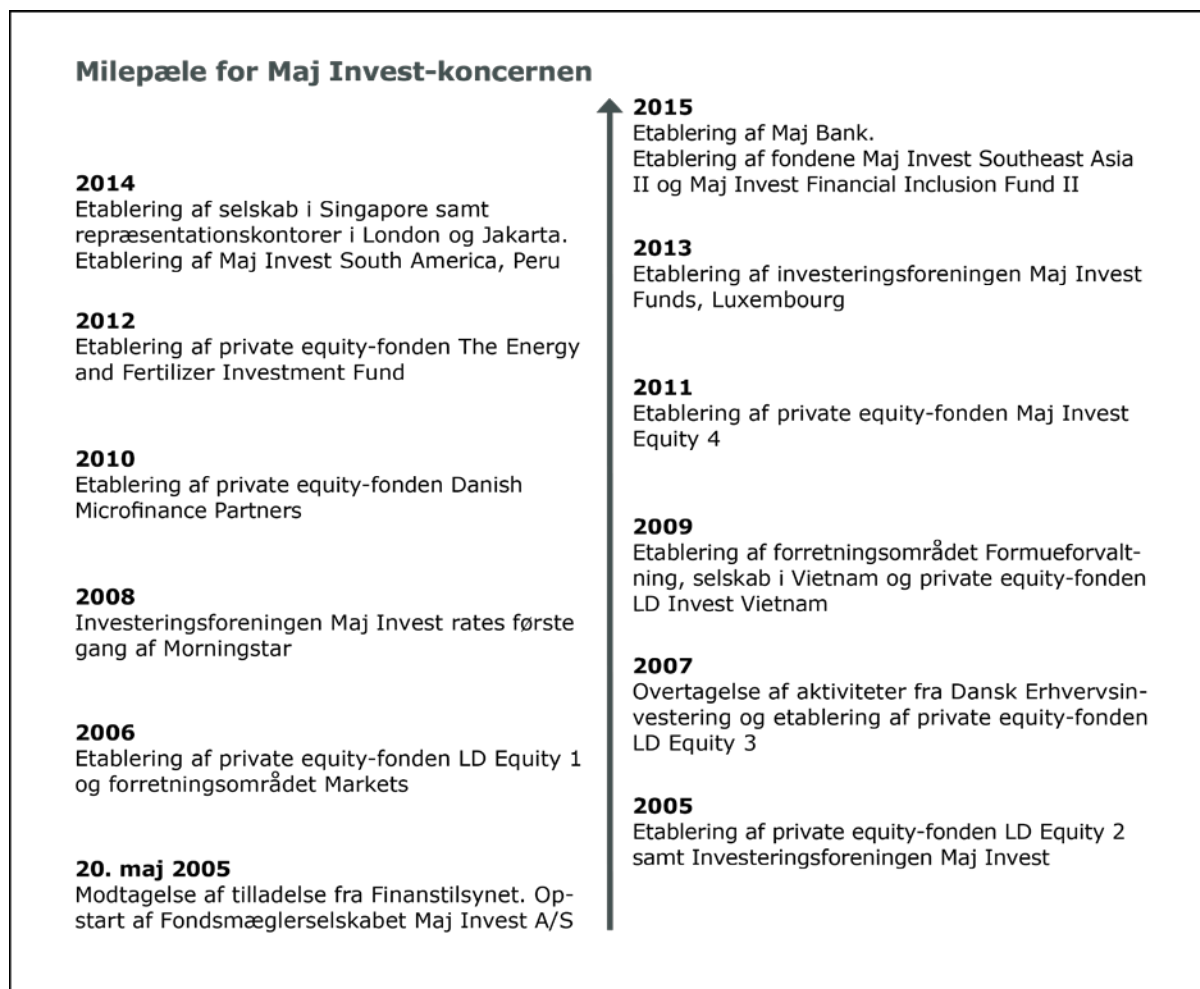 Milepæle for Maj Invest-koncernen
2014
Etablering af selskab i Singapore samt
repræsentationskontorer i London og Jakarta.
Etablering af Maj Invest South America, Peru
2012
Etablering af private equity-fonden The Energy
and Fertilizer Investment Fund
2010
Etablering af private equity-fonden Danish
Microfinance Partners
2008
Investeringsforeningen Maj Invest rates første
gang af Morningstar
2006
Etablering af private equity-fonden LD Equity 1
og forretningsområdet Markets
20. maj 2005
Modtagelse af tilladelse fra Finanstilsynet. Op-
start af Fondsmæglerselskabet Maj Invest A/S
2015
Etablering af Maj Bank.
Etablering af fondene Maj Invest Southeast Asia
II og Maj Invest Financial Inclusion Fund II
2013
Etablering af investeringsforeningen Maj Invest
Funds, Luxembourg
2011
Etablering af private equity-fonden Maj Invest
Equity 4
2009
Etablering af forretningsområdet Formueforvalt-
ning, selskab i Vietnam og private equity-fonden
LD Invest Vietnam
2007
Overtagelse af aktiviteter fra Dansk Erhvervsin-
vestering og etablering af private equity-fonden
LD Equity 3
2005
Etablering af private equity-fonden LD Equity 2
samt Investeringsforeningen Maj Invest